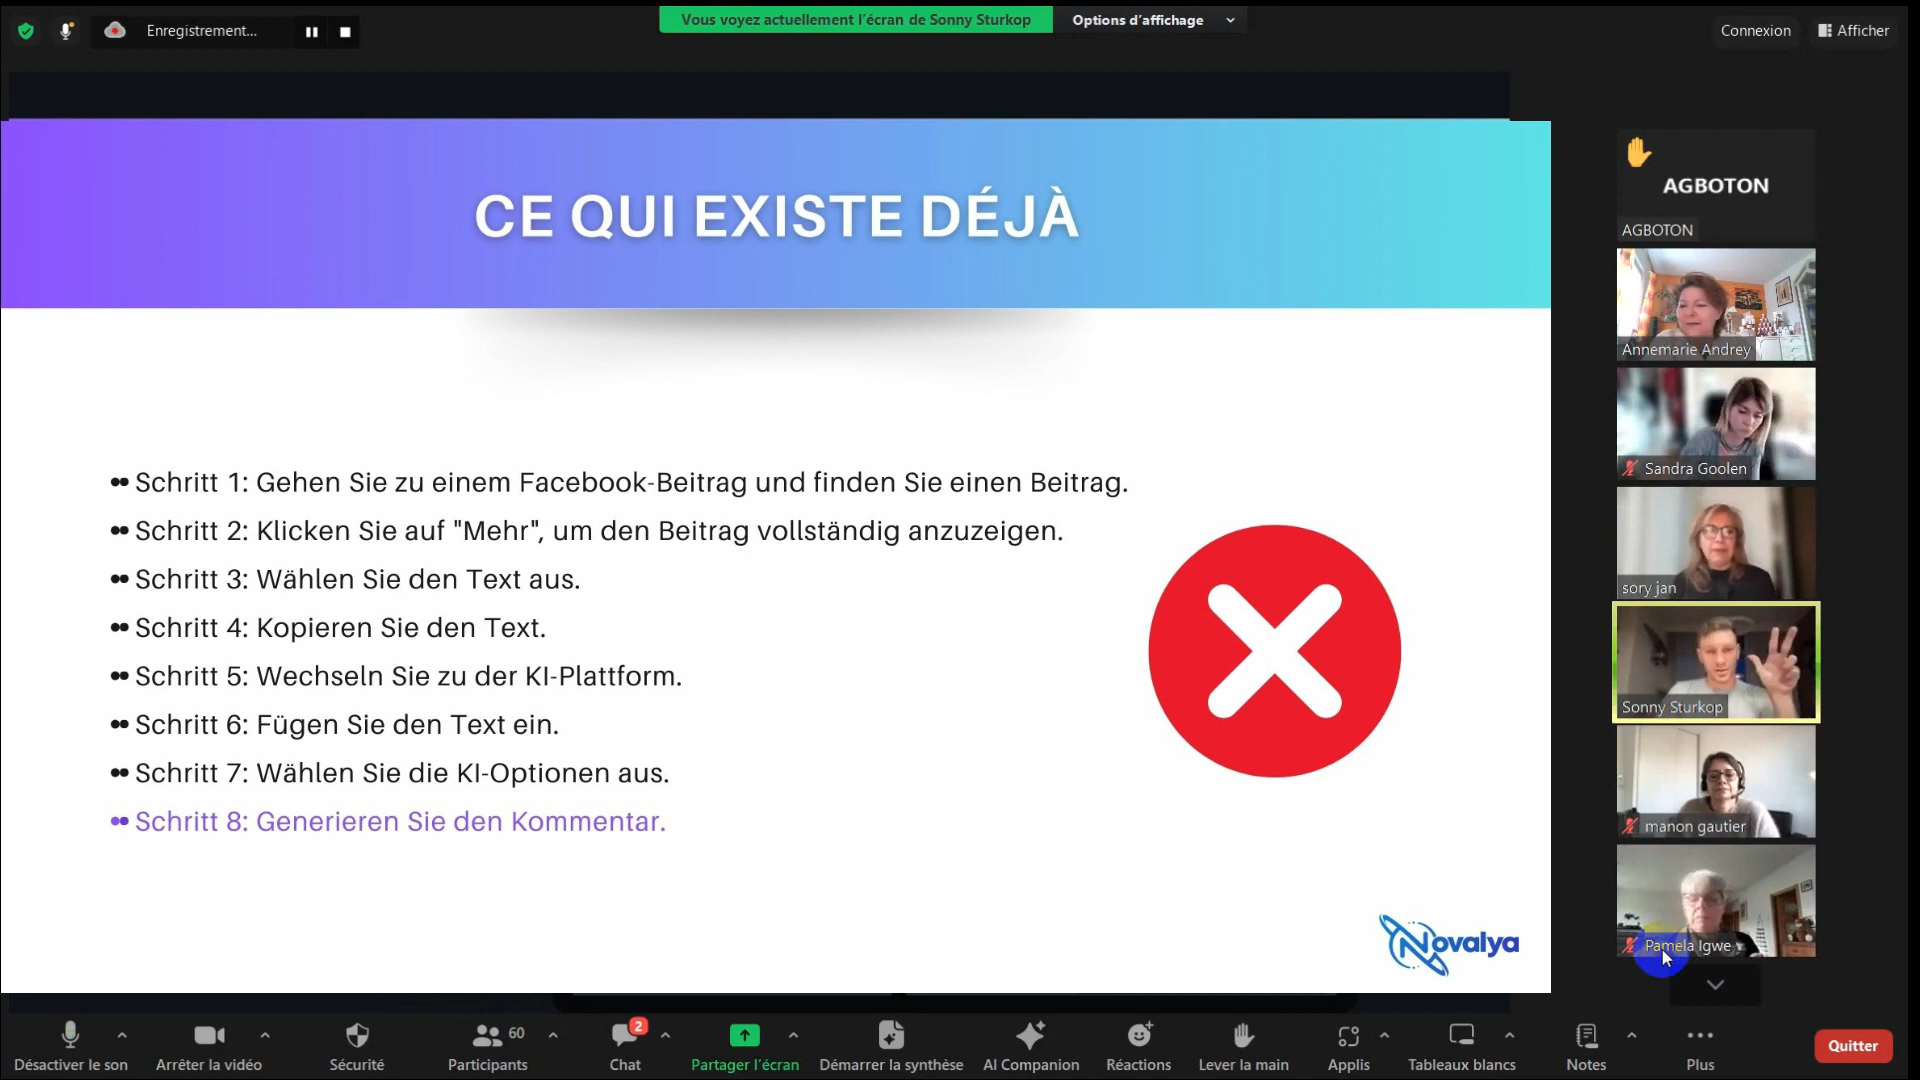 Enregistrement...
Vous voyez actuellement l'écran de Sonny Sturkop
Options d'affichage
Connexion
Afficher
CE QUI EXISTE DÉJÀ
Schritt 1: Gehen Sie zu einem Facebook-Beitrag und finden Sie einen Beitrag.
Schritt 2: Klicken Sie auf "Mehr", um den Beitrag vollständig anzuzeigen.
Schritt 3: Wählen Sie den Text aus.
Schritt 4: Kopieren Sie den Text.
Schritt 5: Wechseln Sie zu der KI-Plattform.
Schritt 6: Fügen Sie den Text ein.
Schritt 7: Wählen Sie die KI-Optionen aus.
Schritt 8: Generieren Sie den Kommentar.
Novalya
AGBOTON
AGBOTON
Annemarie Andrey
Sandra Goolen
sory jan
Sonny Sturkop
manon gautier
Pamela Igwe
Désactiver le son
Arrêter la vidéo
Sécurité
60
Participants
2
Chat
Partager l'écran
Démarrer la synthèse
AI Companion
Réactions
Lever la main
Applis
Tableaux blancs
Notes
Plus
Quitter